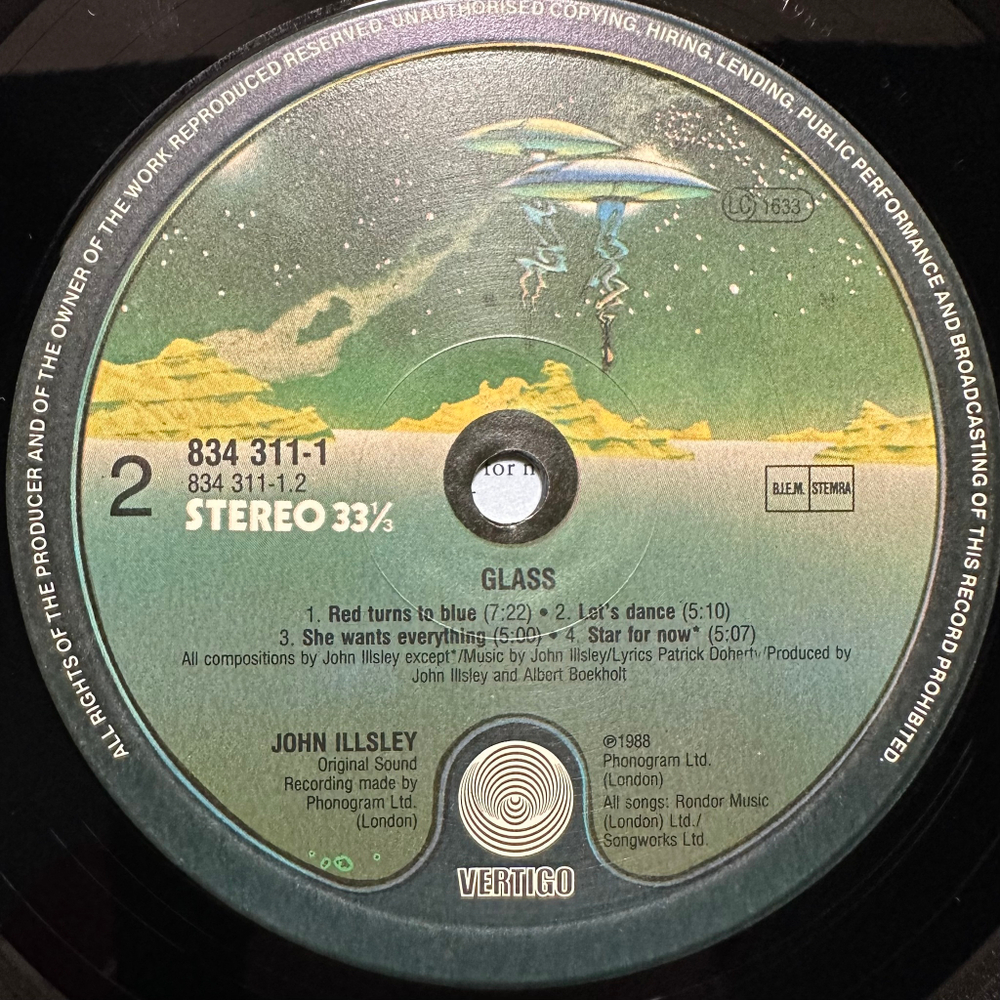 ALL RIGHTS OF THE PRODUCER AND OF THE OWNER OF THE WORK REPRODUCED RESERVED. UNAUTHORISED COPYING, HIRING, LENDING, PUBLIC PERFORMANCE AND BROADCASTING OF THIS RECORD PROHIBITED.
LC 1633
2
834 311-1
834 311-1.2
STEREO 33⅓
for
B.I.E.M. STEMRA
GLASS
1. Red turns to blue (7:22) • 2. Let's dance (5:10)
3. She wants everything (5:00) • 4. Star for now* (5:07)
All compositions by John Illsley except*/Music by John Illsley/Lyrics Patrick Doherty/Produced by
John Illsley and Albert Boekholt
JOHN ILLSLEY
Original Sound
Recording made by
Phonogram Ltd.
(London)
℗1988
Phonogram Ltd.
(London)
All songs: Rondor Music
(London) Ltd./
Songworks Ltd.
VERTIGO